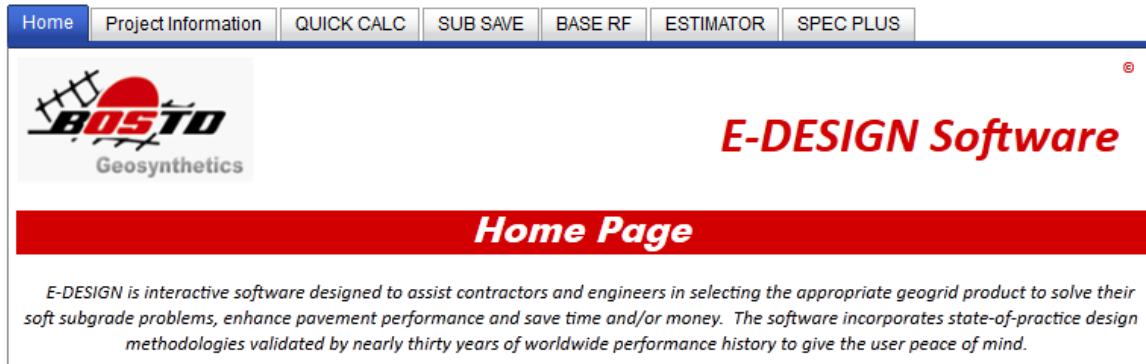 Home Project Information QUICK CALC SUB SAVE BASE RF ESTIMATOR SPEC PLUS
©
BOSTD
Geosynthetics
E-DESIGN Software
Home Page
E-DESIGN is interactive software designed to assist contractors and engineers in selecting the appropriate geogrid product to solve their
soft subgrade problems, enhance pavement performance and save time and/or money. The software incorporates state-of-practice design
methodologies validated by nearly thirty years of worldwide performance history to give the user peace of mind.